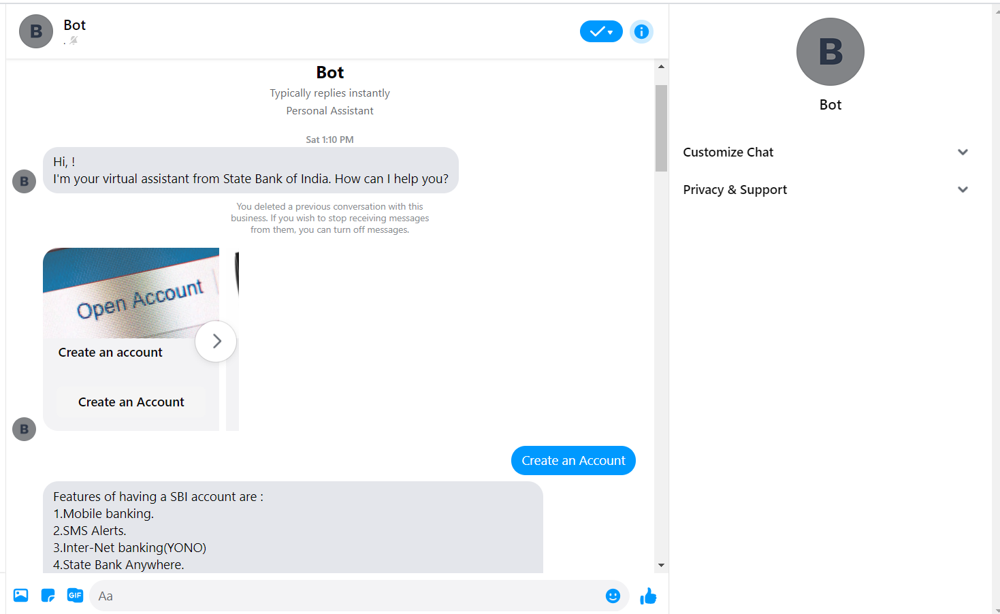 B
Bot
.
Bot
Typically replies instantly
Personal Assistant
Sat 1:10 PM
Hi, !
I'm your virtual assistant from State Bank of India. How can I help you?
B
You deleted a previous conversation with this
business. If you wish to stop receiving messages
from them, you can turn off messages.
Open Account
Create an account
Create an Account
B
Create an Account
Features of having a SBI account are :
1.Mobile banking.
2.SMS Alerts.
3.Inter-Net banking(YONO)
4.State Bank Anywhere.
GIF
Aa
B
Bot
Customize Chat
Privacy & Support